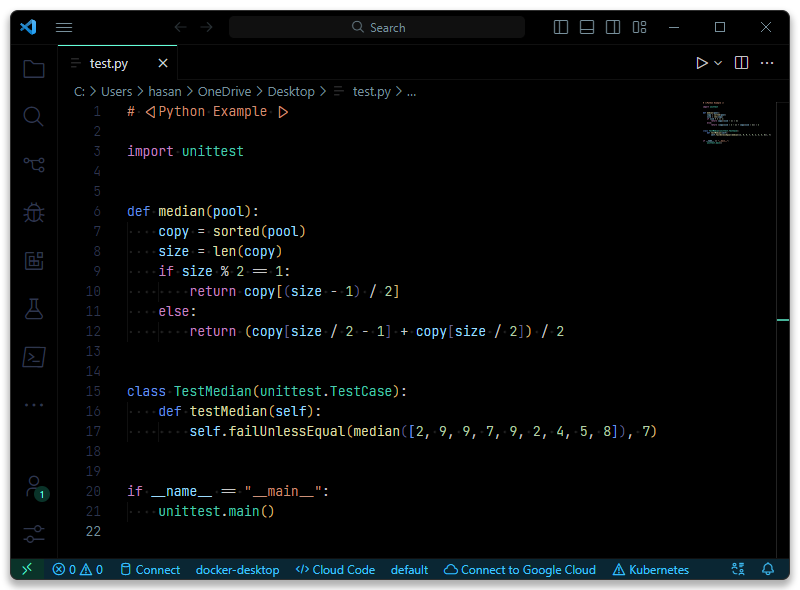 Search
test.py
C: > Users > hasan > OneDrive > Desktop > test.py > ...
1 # ◁Python Example ▷
2
3 import unittest
4
5
6 def median(pool):
7     copy = sorted(pool)
8     size = len(copy)
9     if size % 2 == 1:
10         return copy[(size - 1) / 2]
11     else:
12         return (copy[size / 2 - 1] + copy[size / 2]) / 2
13
14
15 class TestMedian(unittest.TestCase):
16     def testMedian(self):
17         self.failUnlessEqual(median([2, 9, 9, 7, 9, 2, 4, 5, 8]), 7)
18
19
20 if __name__ == "__main__":
21     unittest.main()
22
1
0 0 Connect docker-desktop </> Cloud Code default Connect to Google Cloud Kubernetes